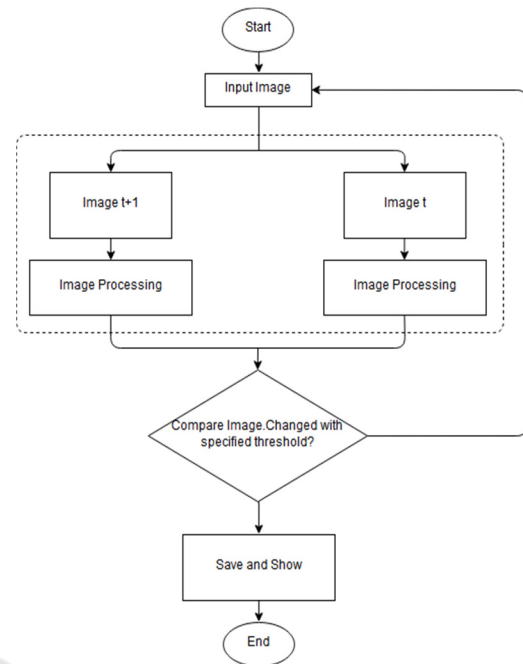 Start
Input Image
Image t+1
Image t
Image Processing
Image Processing
Compare Image.Changed with
specified threshold?
Save and Show
End